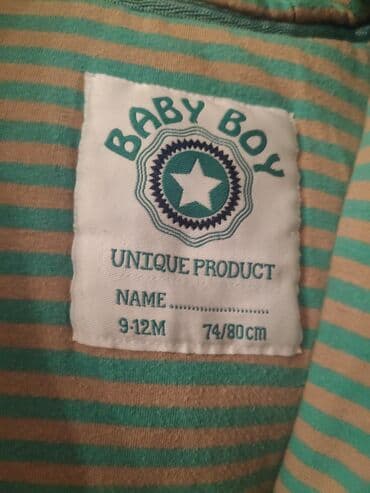 BABY BOY
UNIQUE PRODUCT
NAME........................
9-12M 74/80cm